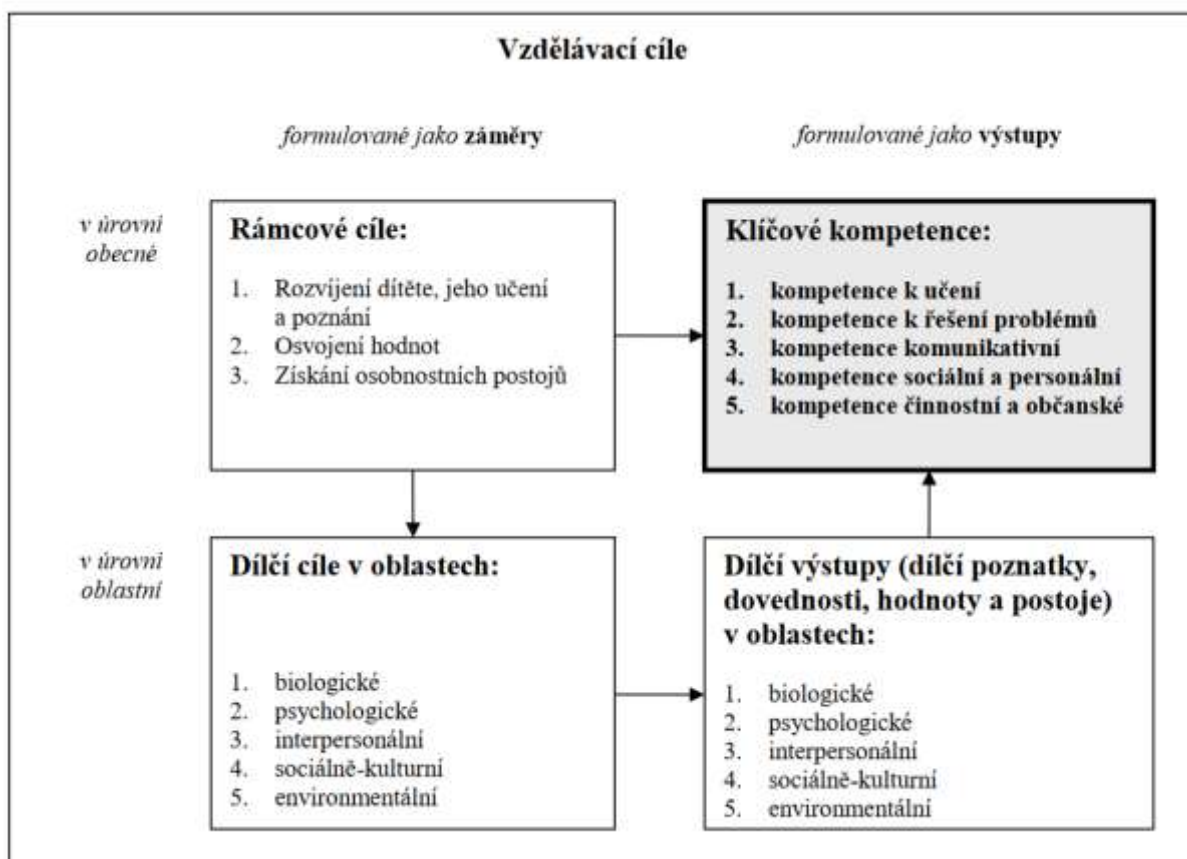 Vzdělávací cíle
formulované jako záměry
formulované jako výstupy
v úrovni
obecné
Rámcové cíle:
1. Rozvíjení dítěte, jeho učení
a poznání
2. Osvojení hodnot
3. Získání osobnostních postojů
Klíčové kompetence:
1. kompetence k učení
2. kompetence k řešení problémů
3. kompetence komunikativní
4. kompetence sociální a personální
5. kompetence činnostní a občanské
v úrovni
oblastní
Dílčí cíle v oblastech:
1. biologické
2. psychologické
3. interpersonální
4. sociálně-kulturní
5. environmentální
Dílčí výstupy (dílčí poznatky,
dovednosti, hodnoty a postoje)
v oblastech:
1. biologické
2. psychologické
3. interpersonální
4. sociálně-kulturní
5. environmentální